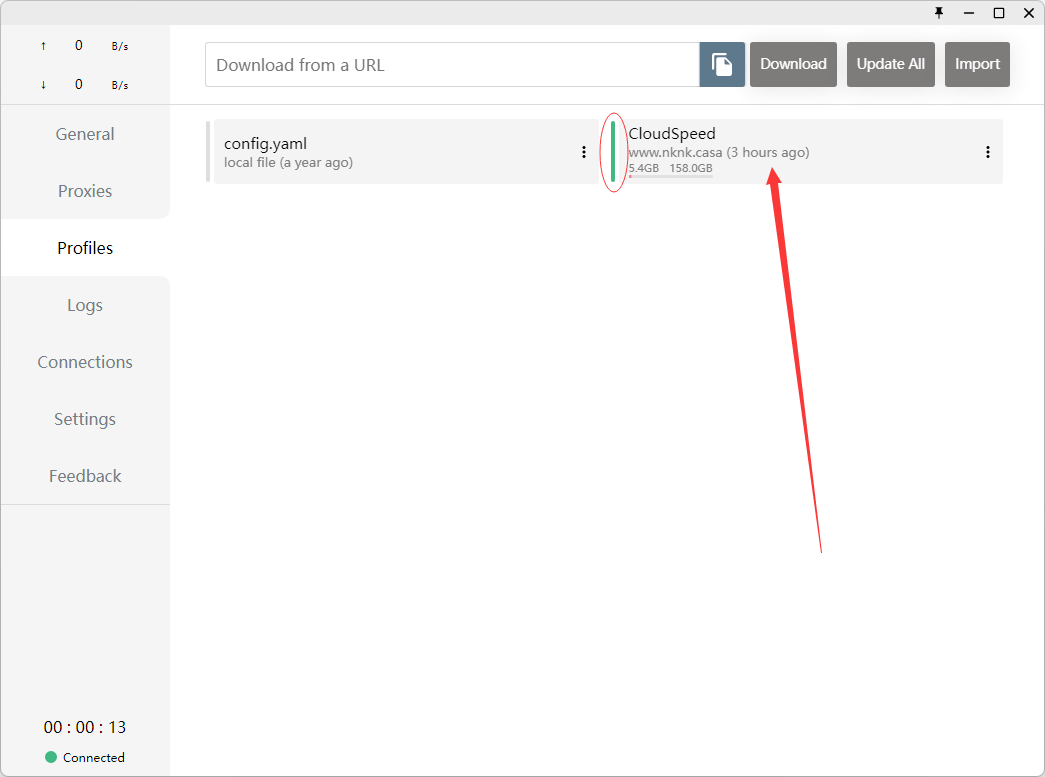 ↑ 0 B/s
↓ 0 B/s
General
Proxies
Profiles
Logs
Connections
Settings
Feedback
00 : 00 : 13
Connected
Download from a URL
Download
Update All
Import
config.yaml
local file (a year ago)
CloudSpeed
www.nknk.casa (3 hours ago)
5.4GB 158.0GB